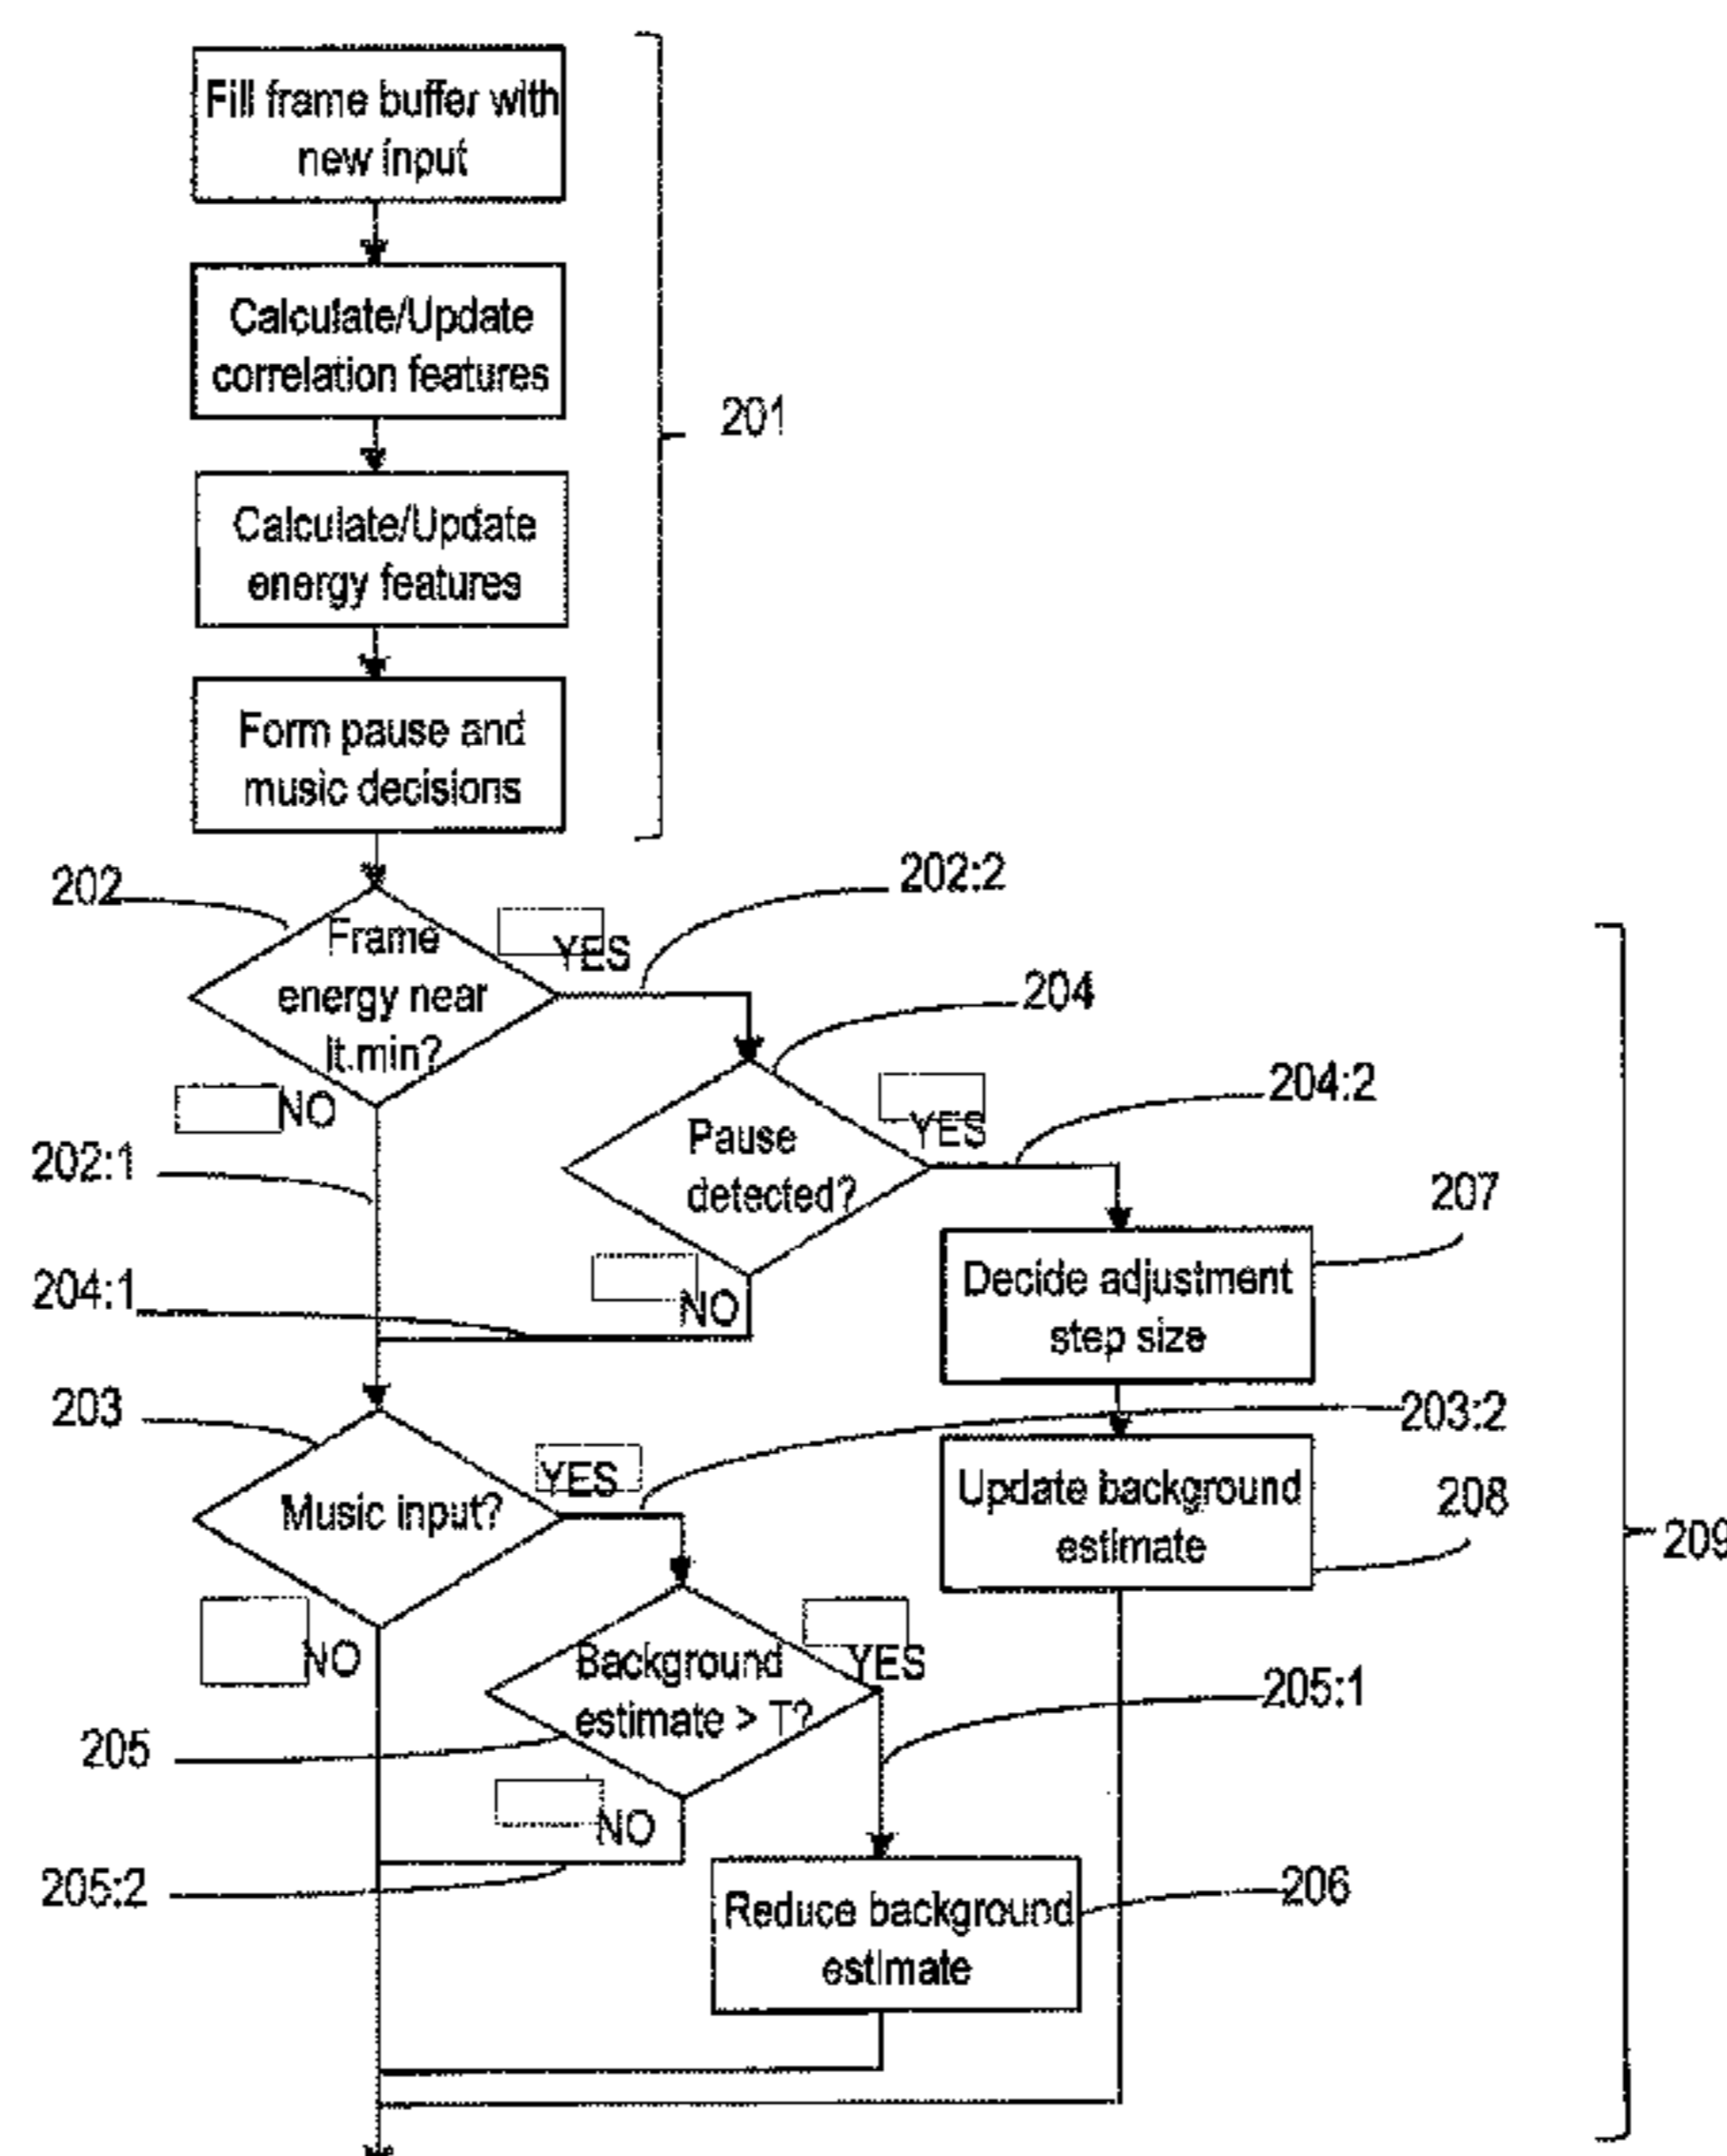 Fill frame buffer with
new input
Calculate/Update
correlation features
201
Calculate/Update
energy features
Form pause and
music decisions
202
202:2
Frame
energy near
lt.min?
YES
204
NO
204:2
Pause
detected?
YES
202:1
207
204:1
NO
Decide adjustment
step size
203
203:2
YES
Music input?
Update background
estimate
208
209
NO
Background
estimate > T?
YES
205:1
205
NO
205:2
206
Reduce background
estimate